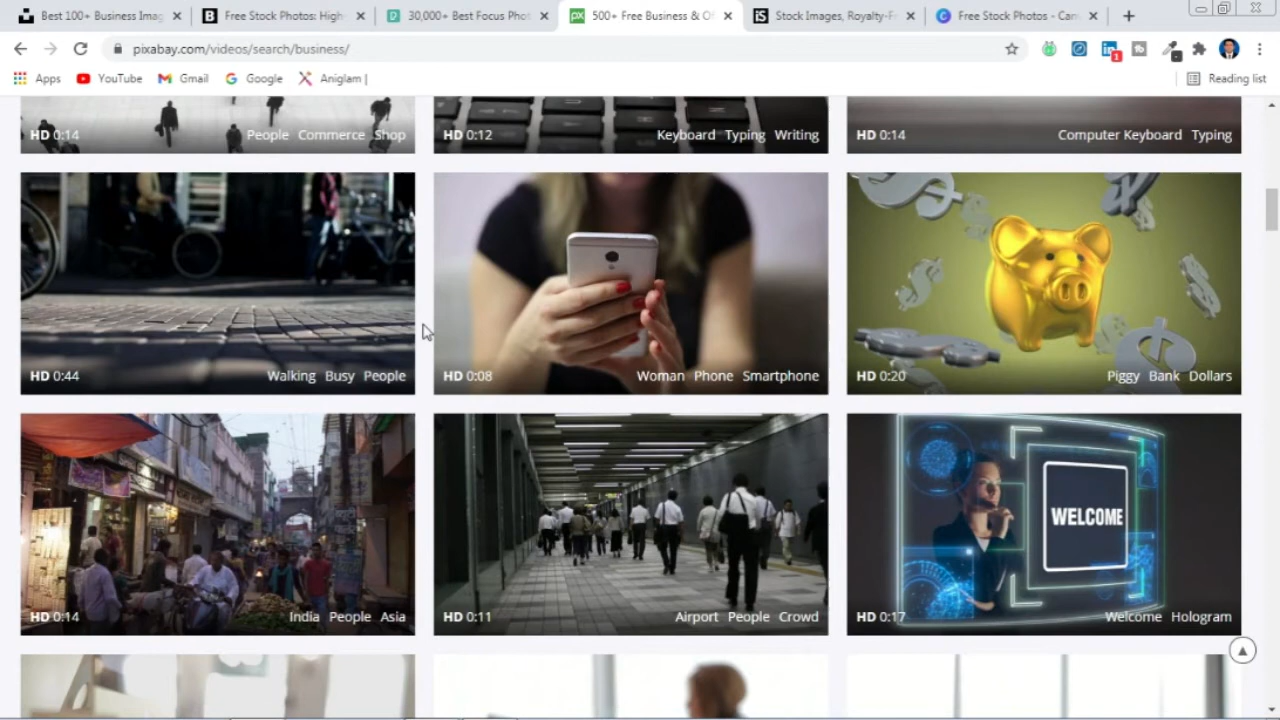 Best 100+ Business Imag
Free Stock Photos: High-
30,000+ Best Focus Phot
500+ Free Business & Of
Stock Images, Royalty-Fr
Free Stock Photos - Can
pixabay.com/videos/search/business/
1
Apps YouTube Gmail Google Aniglam | Reading list
HD 0:14 People Commerce Shop
HD 0:12 Keyboard Typing Writing
HD 0:14 Computer Keyboard Typing
HD 0:44 Walking Busy People
HD 0:08 Woman Phone Smartphone
HD 0:20 Piggy Bank Dollars
WELCOME
HD 0:14 India People Asia
HD 0:11 Airport People Crowd
HD 0:17 Welcome Hologram